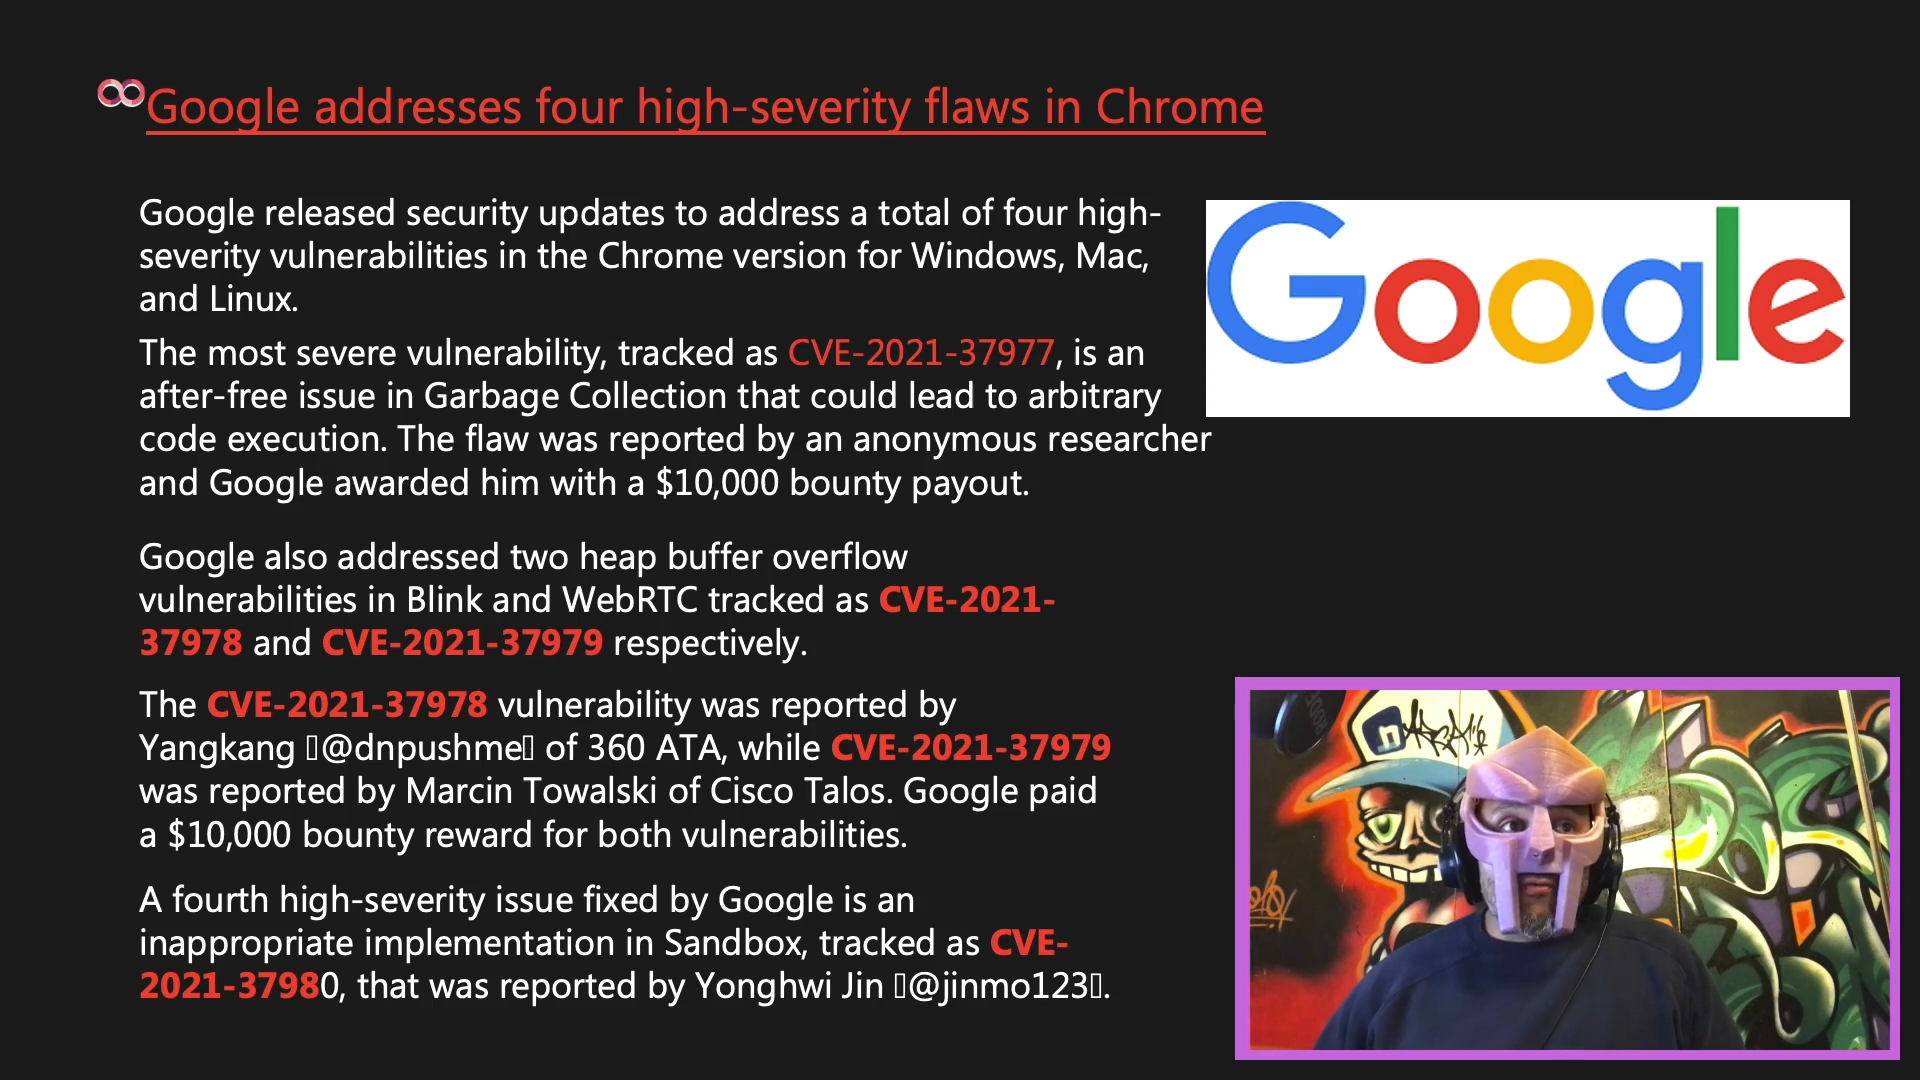 Google addresses four high-severity flaws in Chrome
Google released security updates to address a total of four high-
severity vulnerabilities in the Chrome version for Windows, Mac,
and Linux.
The most severe vulnerability, tracked as CVE-2021-37977, is an
after-free issue in Garbage Collection that could lead to arbitrary
code execution. The flaw was reported by an anonymous researcher
and Google awarded him with a $10,000 bounty payout.
Google also addressed two heap buffer overflow
vulnerabilities in Blink and WebRTC tracked as CVE-2021-
37978 and CVE-2021-37979 respectively.
The CVE-2021-37978 vulnerability was reported by
Yangkang @dnpushme of 360 ATA, while CVE-2021-37979
was reported by Marcin Towalski of Cisco Talos. Google paid
a $10,000 bounty reward for both vulnerabilities.
A fourth high-severity issue fixed by Google is an
inappropriate implementation in Sandbox, tracked as CVE-
2021-37980, that was reported by Yonghwi Jin @jinmo123.
Google